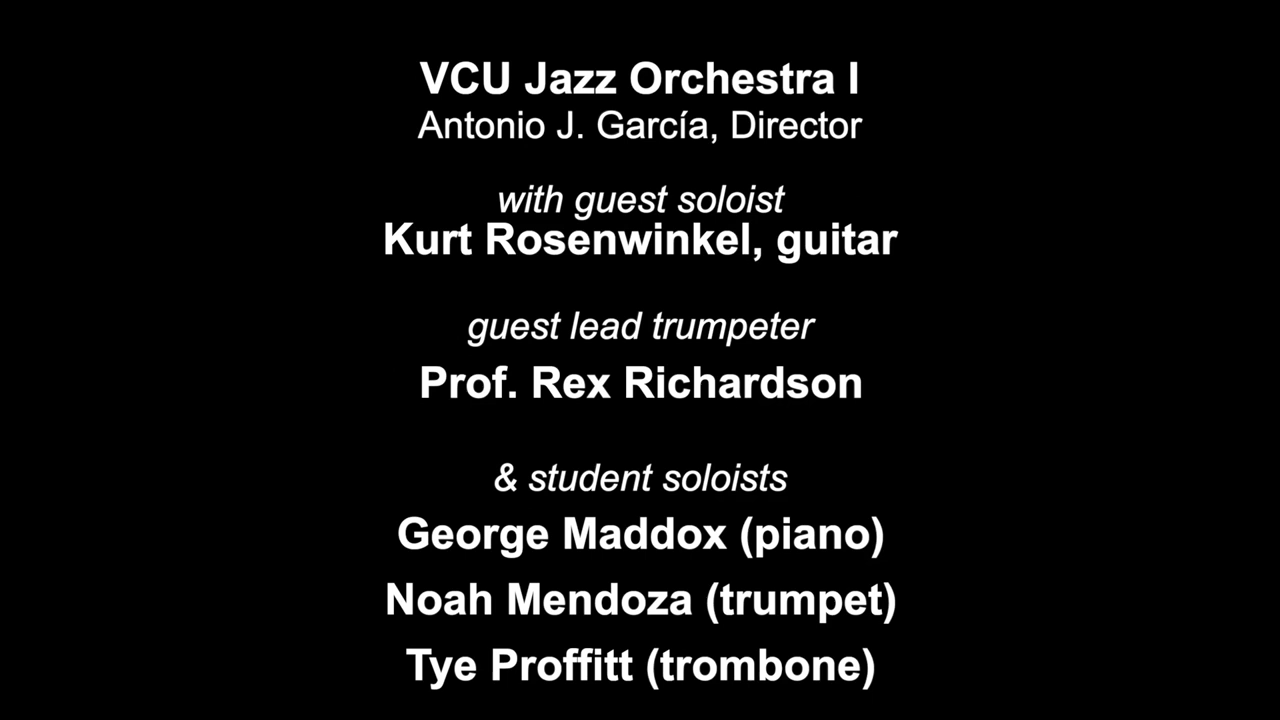 VCU Jazz Orchestra I
Antonio J. García, Director
with guest soloist
Kurt Rosenwinkel, guitar
guest lead trumpeter
Prof. Rex Richardson
& student soloists
George Maddox (piano)
Noah Mendoza (trumpet)
Tye Proffitt (trombone)